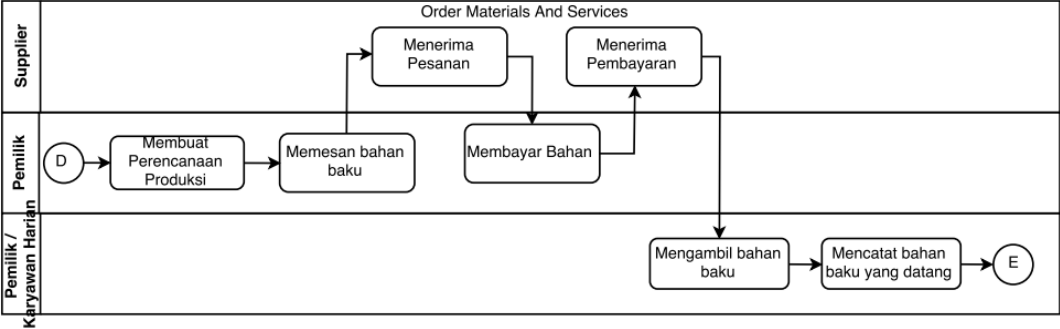 Order Materials And Services
Supplier
Menerima
Pesanan
Menerima
Pembayaran
Pemilik
D
Membuat
Perencanaan
Produksi
Memesan bahan
baku
Membayar Bahan
Pemilik /
Karyawan Harian
Mengambil bahan
baku
Mencatat bahan
baku yang datang
E